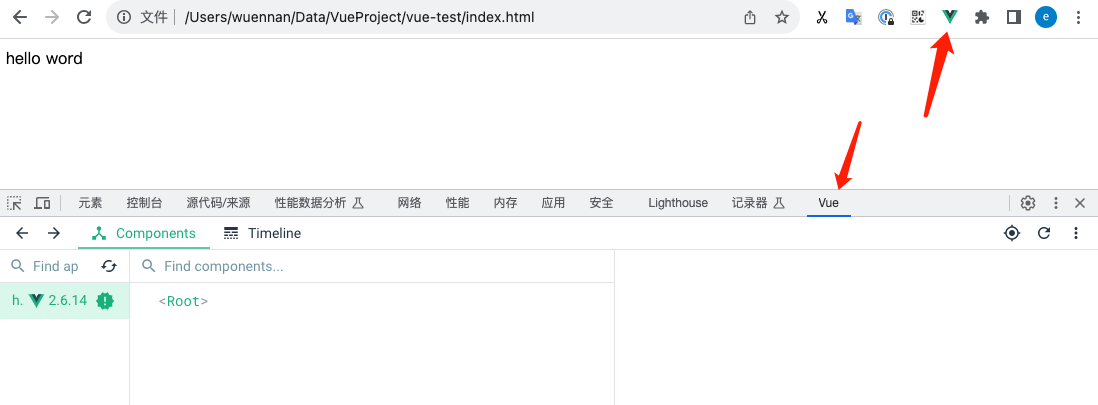 文件 /Users/wuennan/Data/VueProject/vue-test/index.html e
hello word
元素 控制台 源代码/来源 性能数据分析 网络 性能 内存 应用 安全 Lighthouse 记录器 Vue
Components Timeline
Find ap Find components...
h. 2.6.14 <Root>